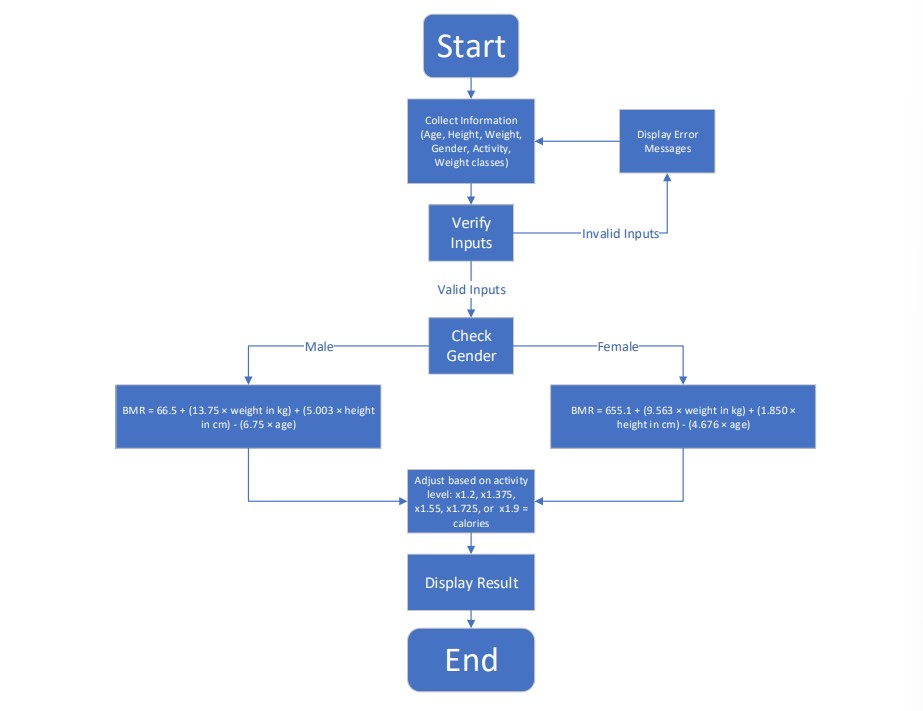 Start
Collect Information
(Age, Height, Weight,
Gender, Activity,
Weight classes)
Display Error
Messages
Verify
Inputs
Invalid Inputs
Valid Inputs
Check
Gender
Male
Female
BMR = 66.5 + (13.75 × weight in kg) + (5.003 × height
in cm) - (6.75 × age)
BMR = 655.1 + (9.563 × weight in kg) + (1.850 ×
height in cm) - (4.676 × age)
Adjust based on activity
level: x1.2, x1.375,
x1.55, x1.725, or x1.9 =
calories
Display Result
End